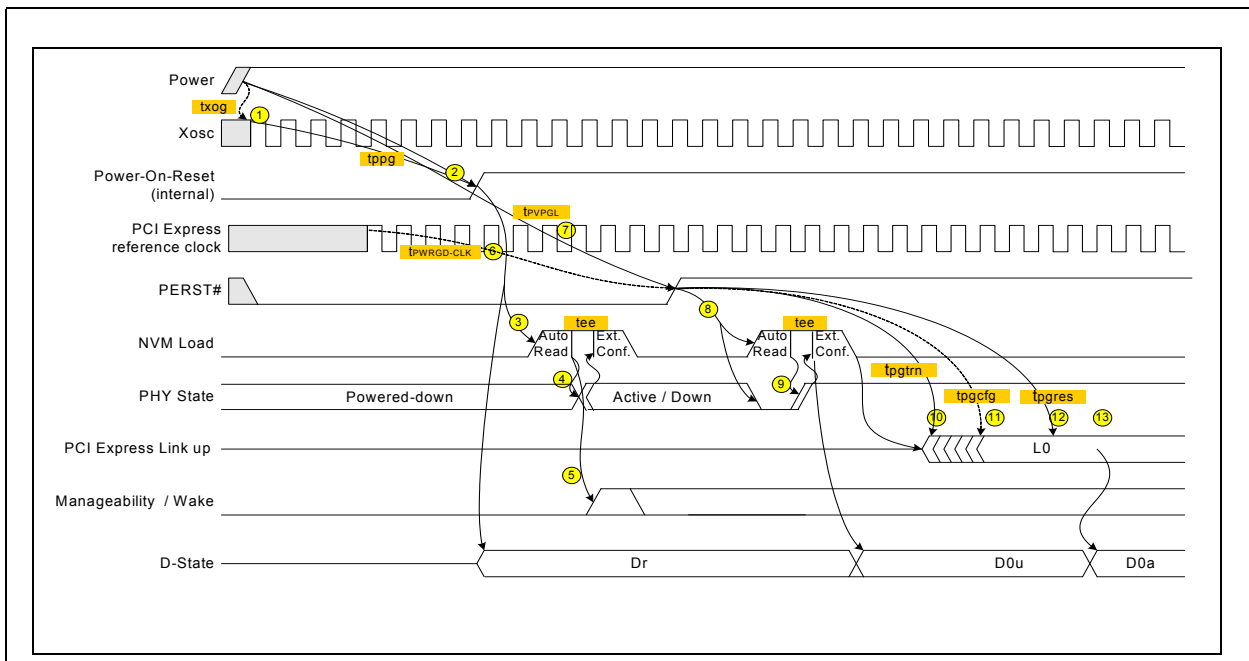 Power
txog
1
Xosc
tppg
2
Power-On-Reset
(internal)
tPVPGL
7
PCI Express
reference clock
tPWRGD-CLK
6
PERST#
3
tee
8
tee
NVM Load
Auto
Read
Ext.
Conf.
Auto
Read
Ext.
Conf.
tpgtrn
4
9
PHY State
Powered-down
Active / Down
tpgcfg
tpgres
10
11
12
13
PCI Express Link up
L0
5
Manageability / Wake
D-State
Dr
D0u
D0a